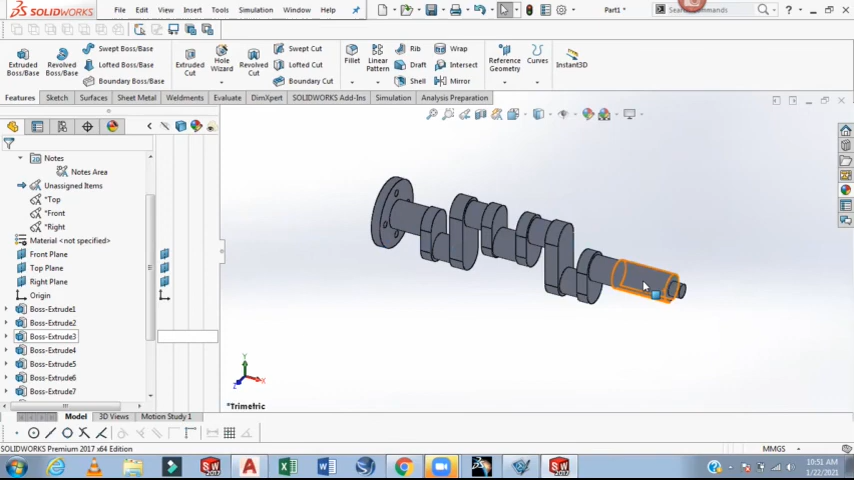 SOLIDWORKS File Edit View Insert Tools Simulation Window Help Part1 * Search Commands
Extruded Boss/Base
Revolved Boss/Base
Swept Boss/Base
Lofted Boss/Base
Boundary Boss/Base
Extruded Cut
Hole Wizard
Revolved Cut
Swept Cut
Lofted Cut
Boundary Cut
Fillet
Linear Pattern
Rib
Draft
Shell
Wrap
Intersect
Mirror
Reference Geometry
Curves
Instant3D
Features Sketch Surfaces Sheet Metal Weldments Evaluate DimXpert SOLIDWORKS Add-Ins Simulation Analysis Preparation
Notes
Notes Area
Unassigned Items
*Top
*Front
*Right
Material <not specified>
Front Plane
Top Plane
Right Plane
Origin
Boss-Extrude1
Boss-Extrude2
Boss-Extrude3
Boss-Extrude4
Boss-Extrude5
Boss-Extrude6
Boss-Extrude7
Y
X
Z
*Trimetric
Model 3D Views Motion Study 1
SOLIDWORKS Premium 2017 x64 Edition MMGS
10:51 AM
1/22/2021